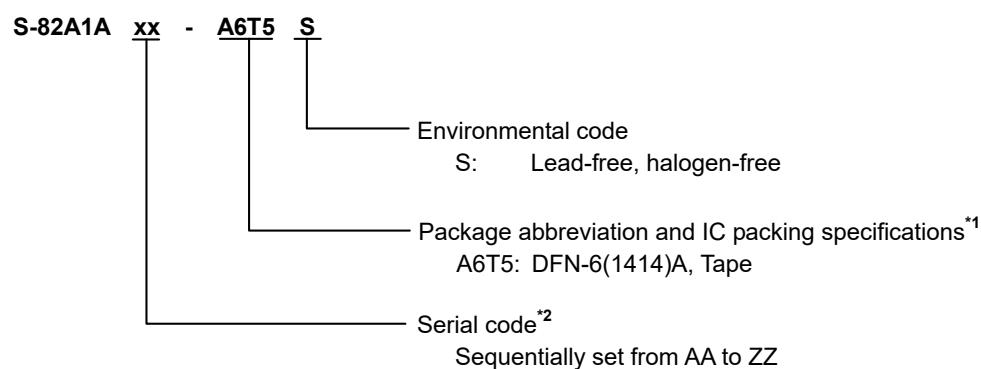 S-82A1A xx - A6T5 S
Environmental code
S: Lead-free, halogen-free
Package abbreviation and IC packing specifications*1
A6T5: DFN-6(1414)A, Tape
Serial code*2
Sequentially set from AA to ZZ